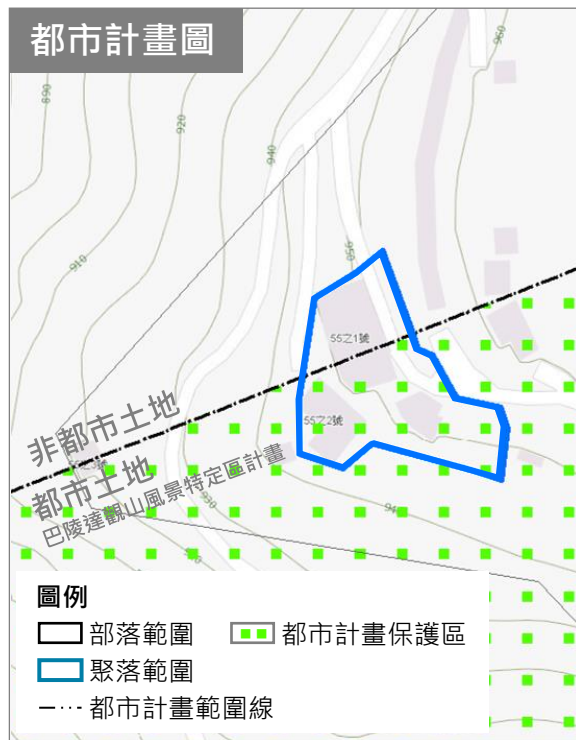 都市計畫圖
960
890
920
940
950
910
55之1號
55之2號
非都市土地
都市土地
巴陵達觀山風景特定區計畫
930
圖例
部落範圍
都市計畫保護區
聚落範圍
都市計畫範圍線